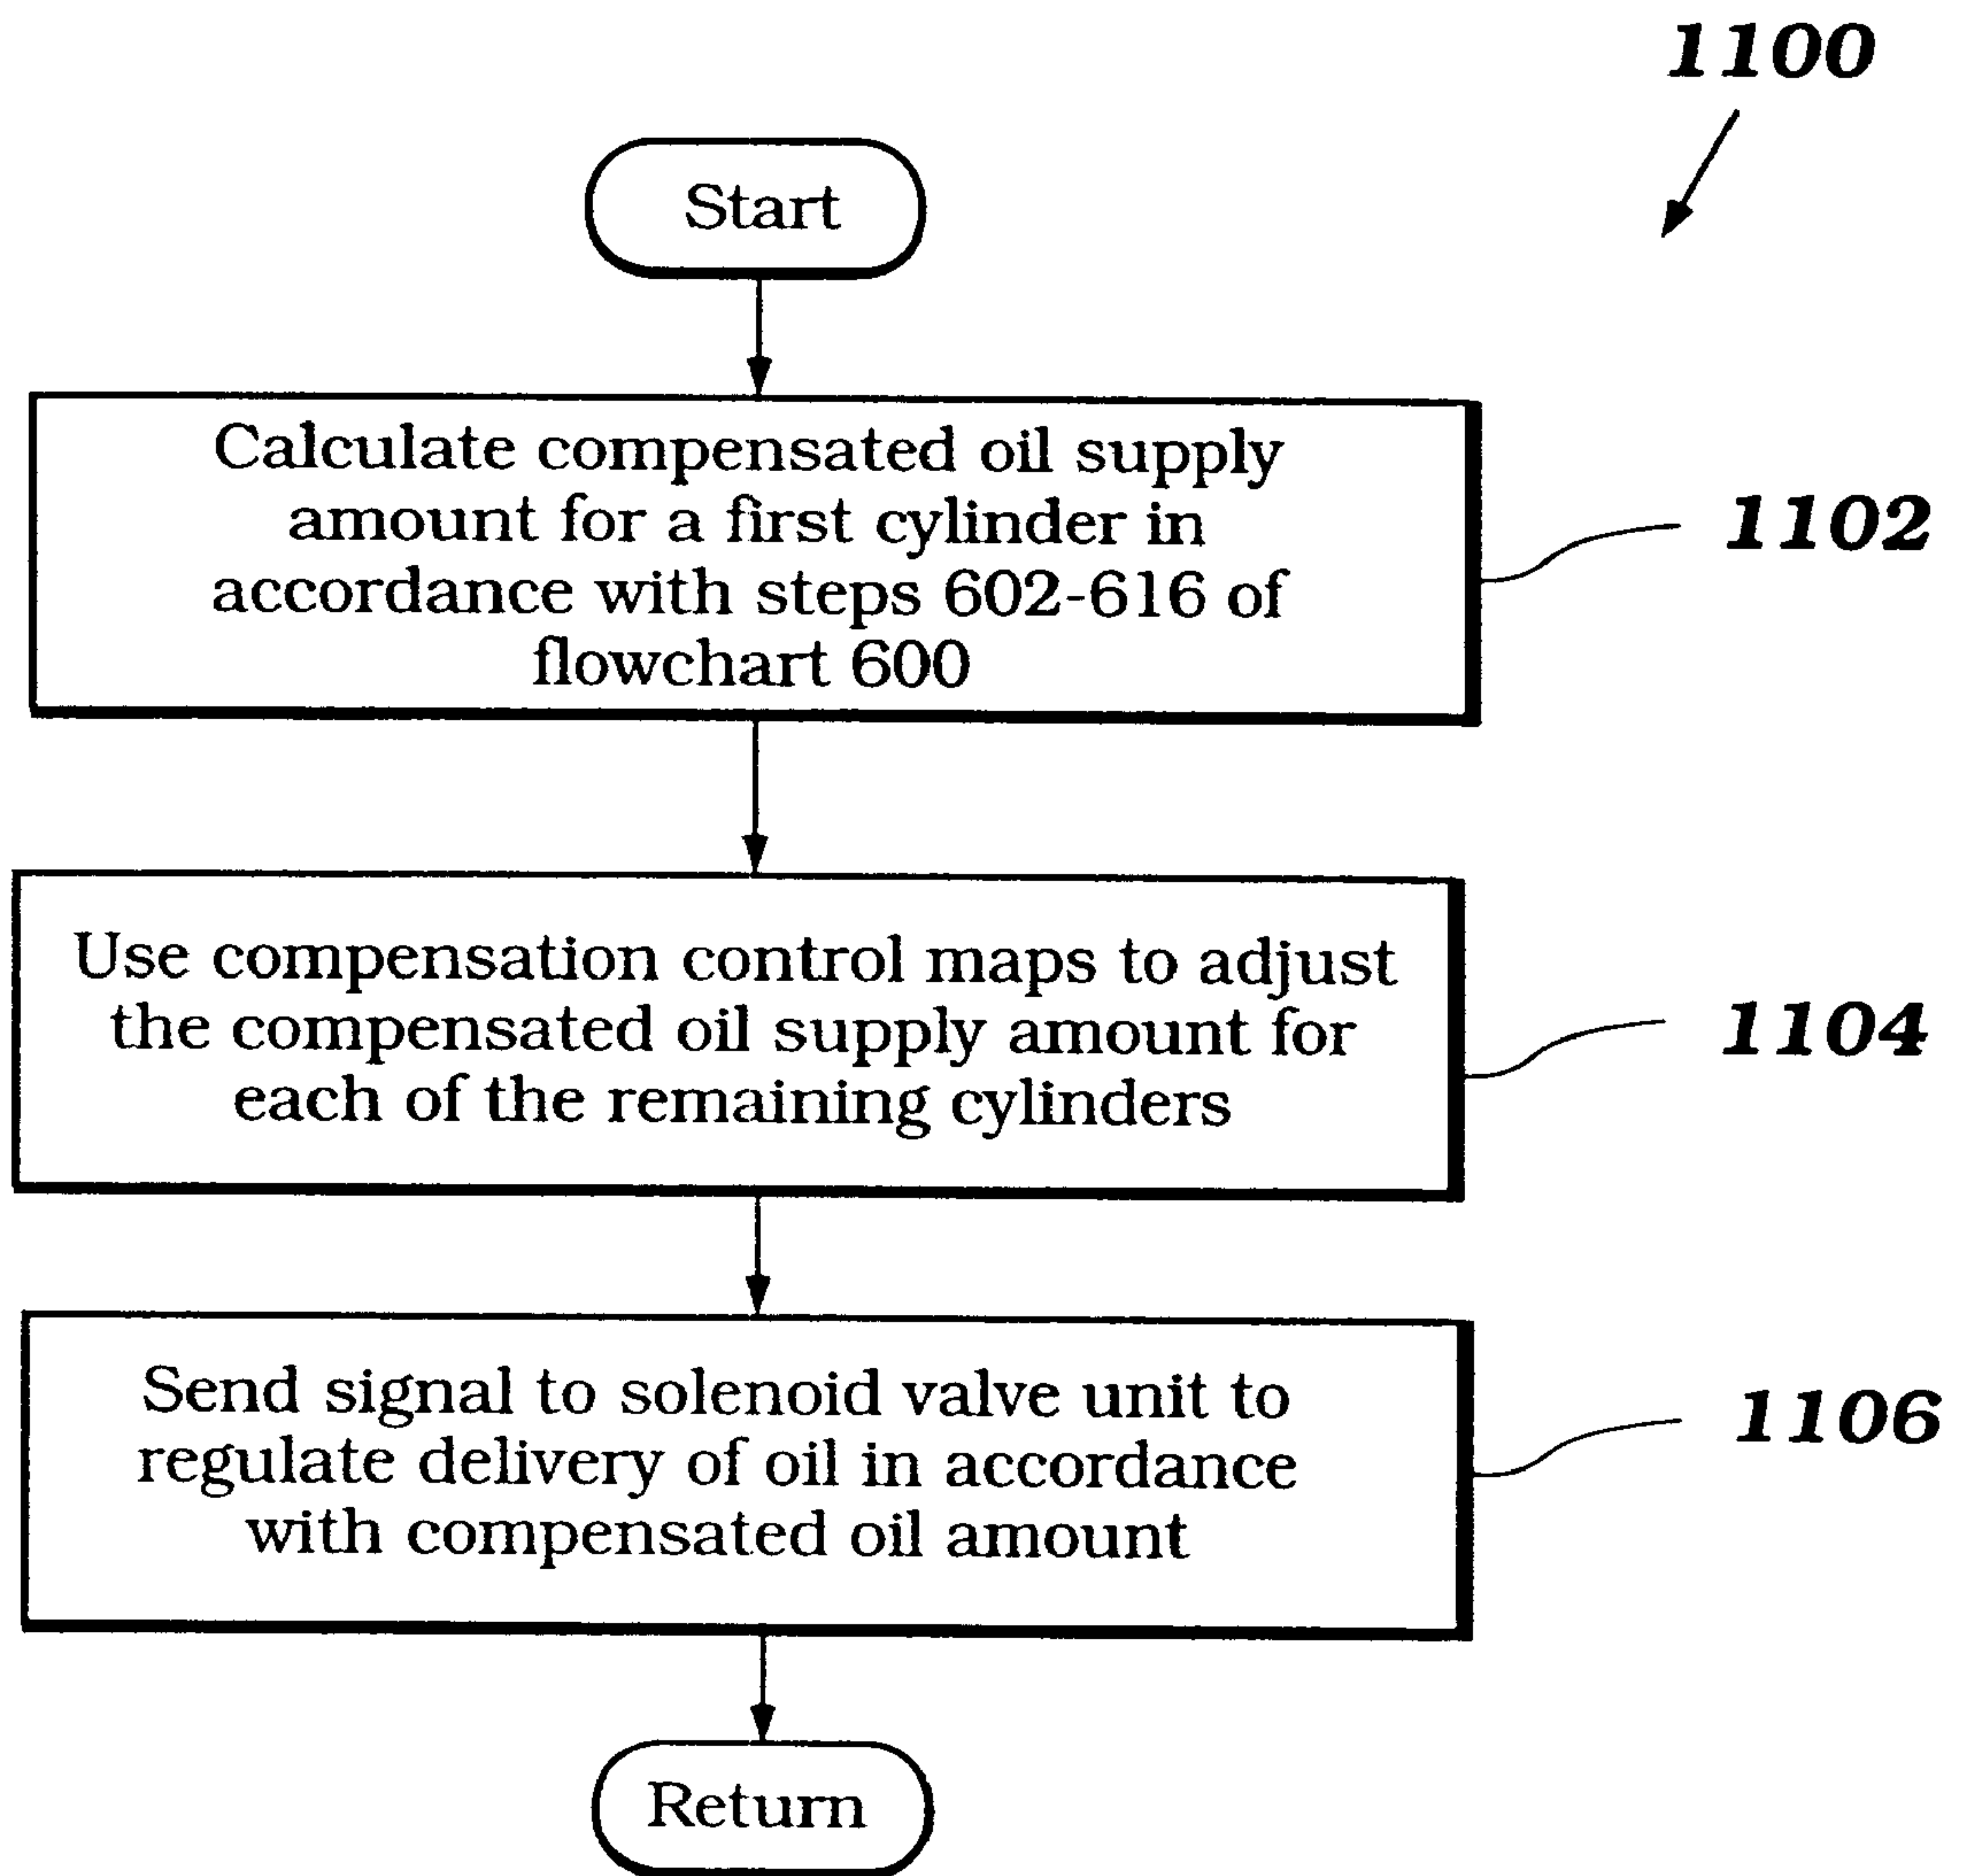 1100
Start
Calculate compensated oil supply
amount for a first cylinder in
accordance with steps 602-616 of
flowchart 600
1102
Use compensation control maps to adjust
the compensated oil supply amount for
each of the remaining cylinders
1104
Send signal to solenoid valve unit to
regulate delivery of oil in accordance
with compensated oil amount
1106
Return